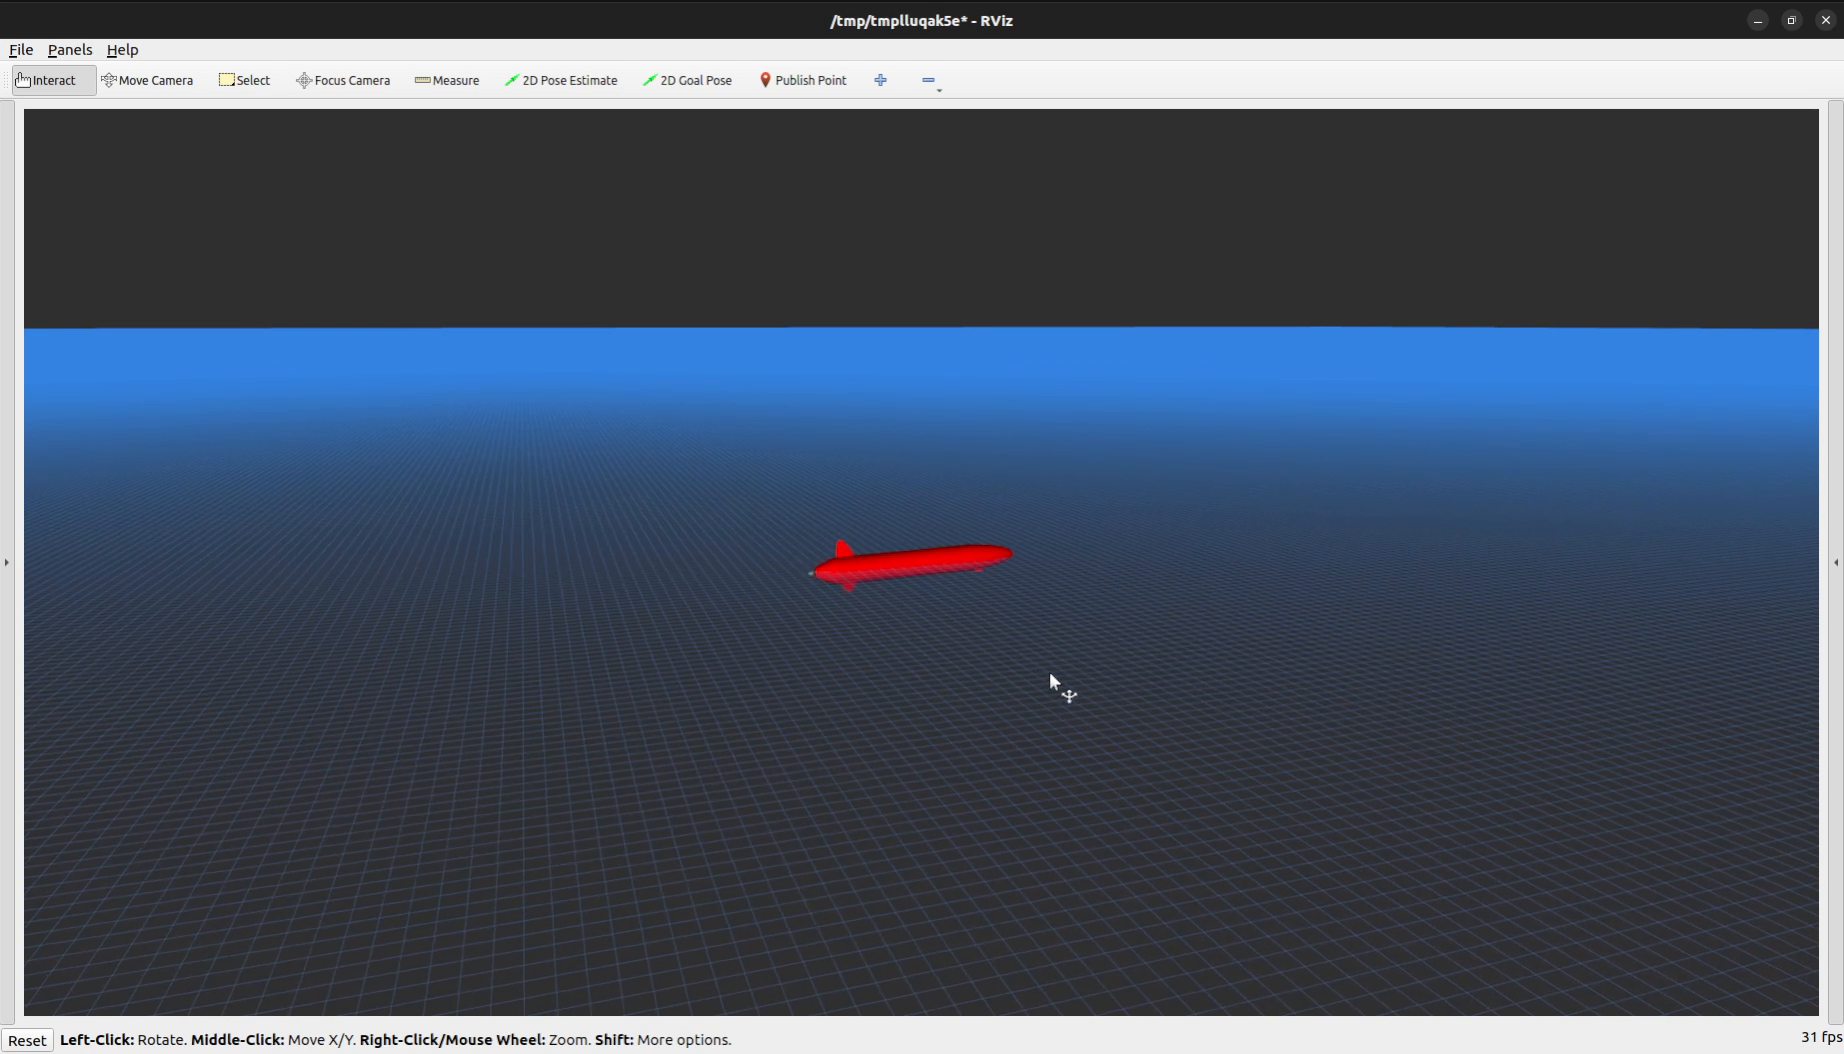 /tmp/tmplluqak5e* - RViz
File Panels Help
Interact Move Camera Select Focus Camera Measure 2D Pose Estimate 2D Goal Pose Publish Point
Reset Left-Click: Rotate. Middle-Click: Move X/Y. Right-Click/Mouse Wheel: Zoom. Shift: More options. 31 fps